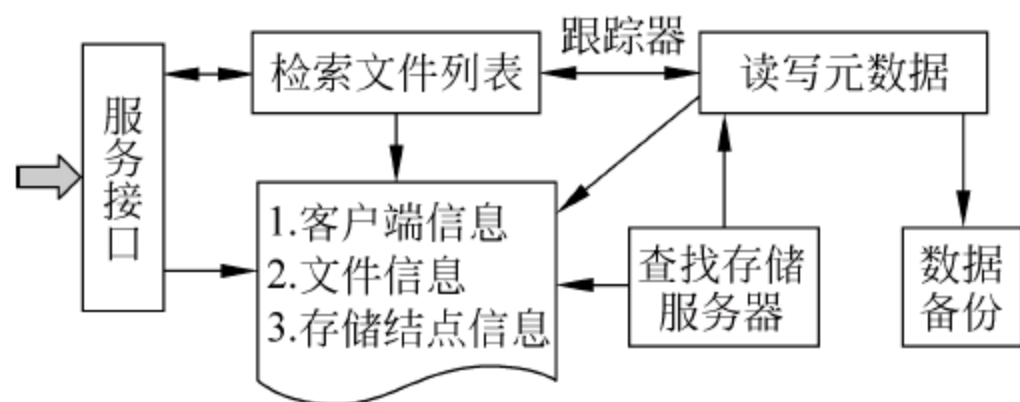 服务接口
检索文件列表
跟踪器
读写元数据
1.客户端信息
2.文件信息
3.存储结点信息
查找存储
服务器
数据
备份